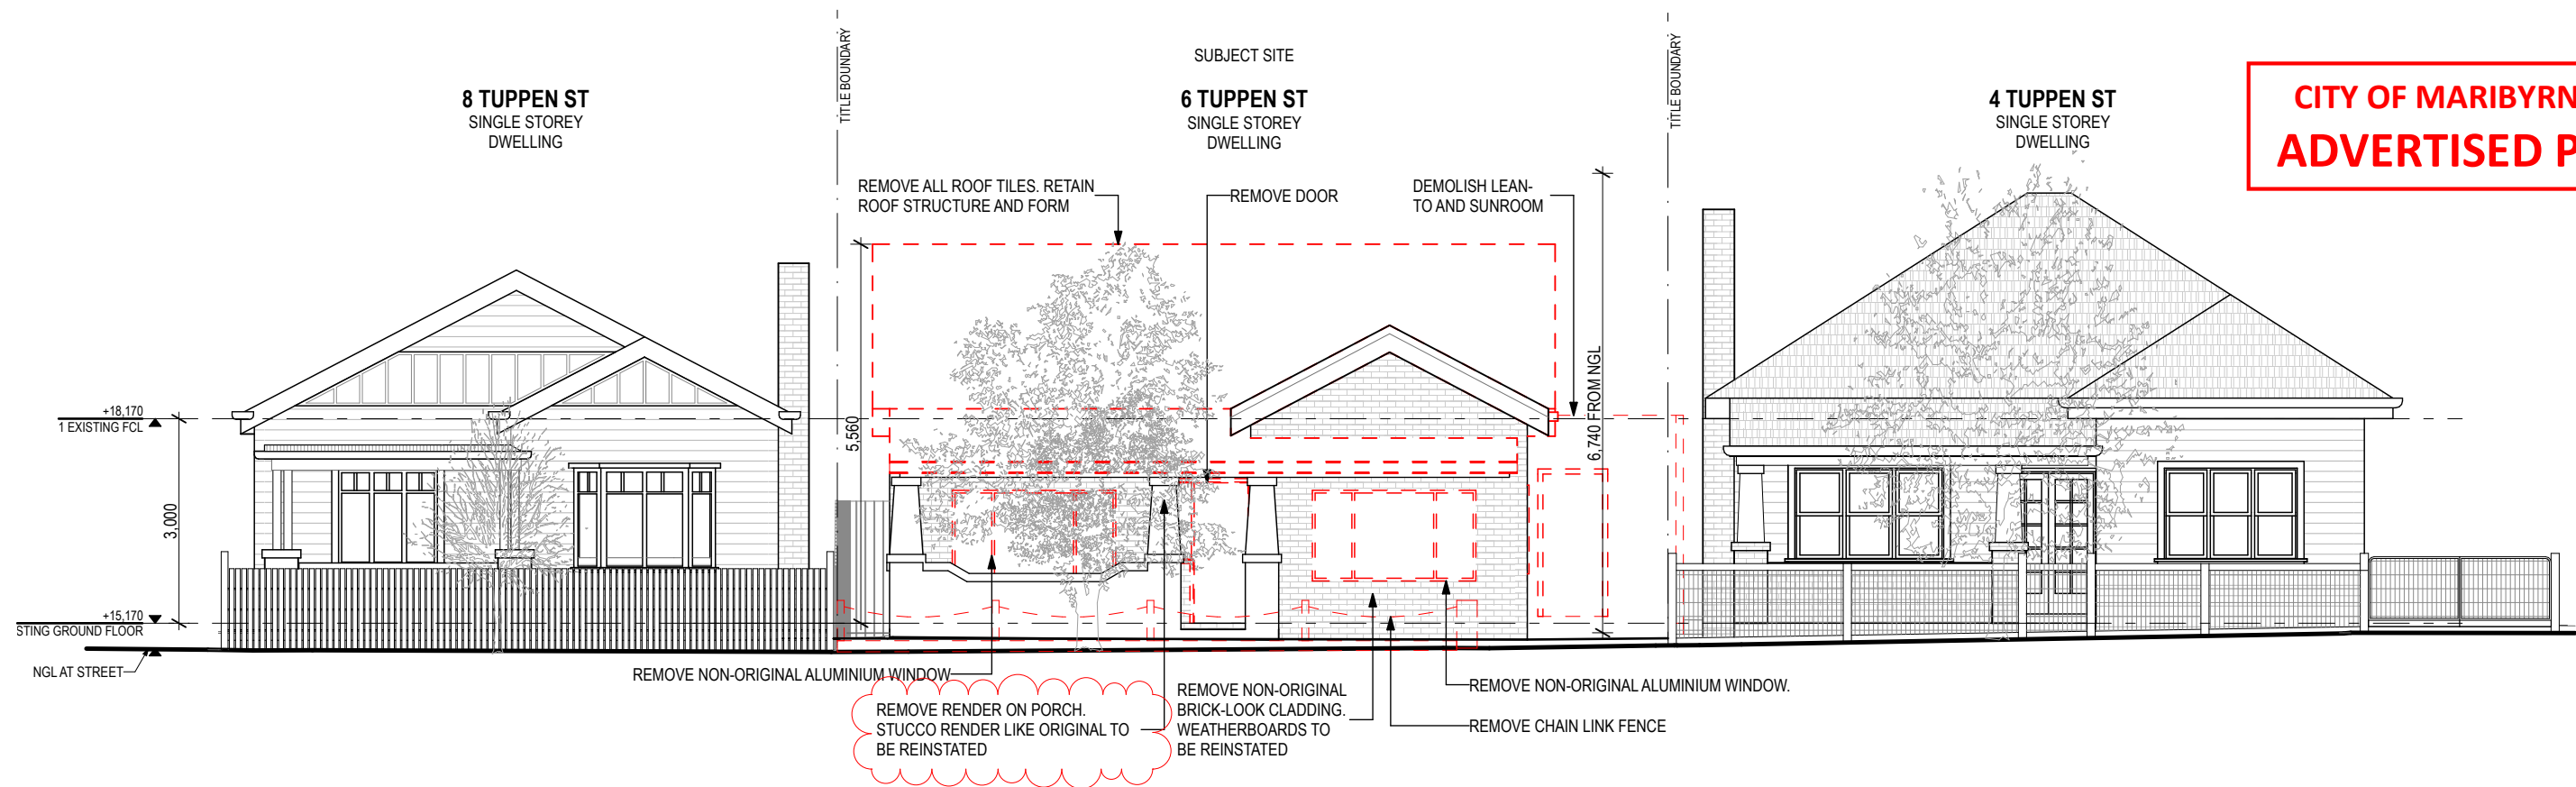 SUBJECT SITE
TITLE BOUNDARY
TITLE BOUNDARY
8 TUPPEN ST
SINGLE STOREY
DWELLING
6 TUPPEN ST
SINGLE STOREY
DWELLING
4 TUPPEN ST
SINGLE STOREY
DWELLING
CITY OF MARIBYRN
ADVERTISED P
REMOVE ALL ROOF TILES. RETAIN
ROOF STRUCTURE AND FORM
REMOVE DOOR
DEMOLISH LEAN-
TO AND SUNROOM
+18,170
1 EXISTING FCL
3,000
5,560
6,740 FROM NGL
+15,170
STING GROUND FLOOR
NGL AT STREET
REMOVE NON-ORIGINAL ALUMINIUM WINDOW
REMOVE RENDER ON PORCH.
STUCCO RENDER LIKE ORIGINAL TO
BE REINSTATED
REMOVE NON-ORIGINAL
BRICK-LOOK CLADDING.
WEATHERBOARDS TO
BE REINSTATED
REMOVE NON-ORIGINAL ALUMINIUM WINDOW.
REMOVE CHAIN LINK FENCE